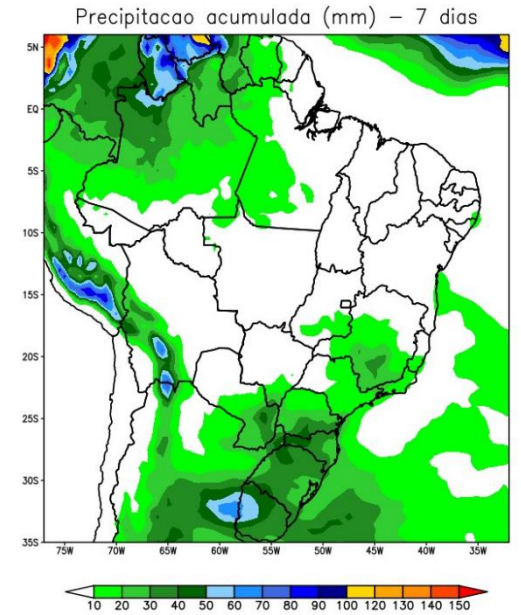 Precipitacao acumulada (mm) – 7 dias
5N
EQ
5S
10S
15S
20S
25S
30S
35S
75W 70W 65W 60W 55W 50W 45W 40W 35W
10 20 30 40 50 60 70 80 90 100 120 130 140 150